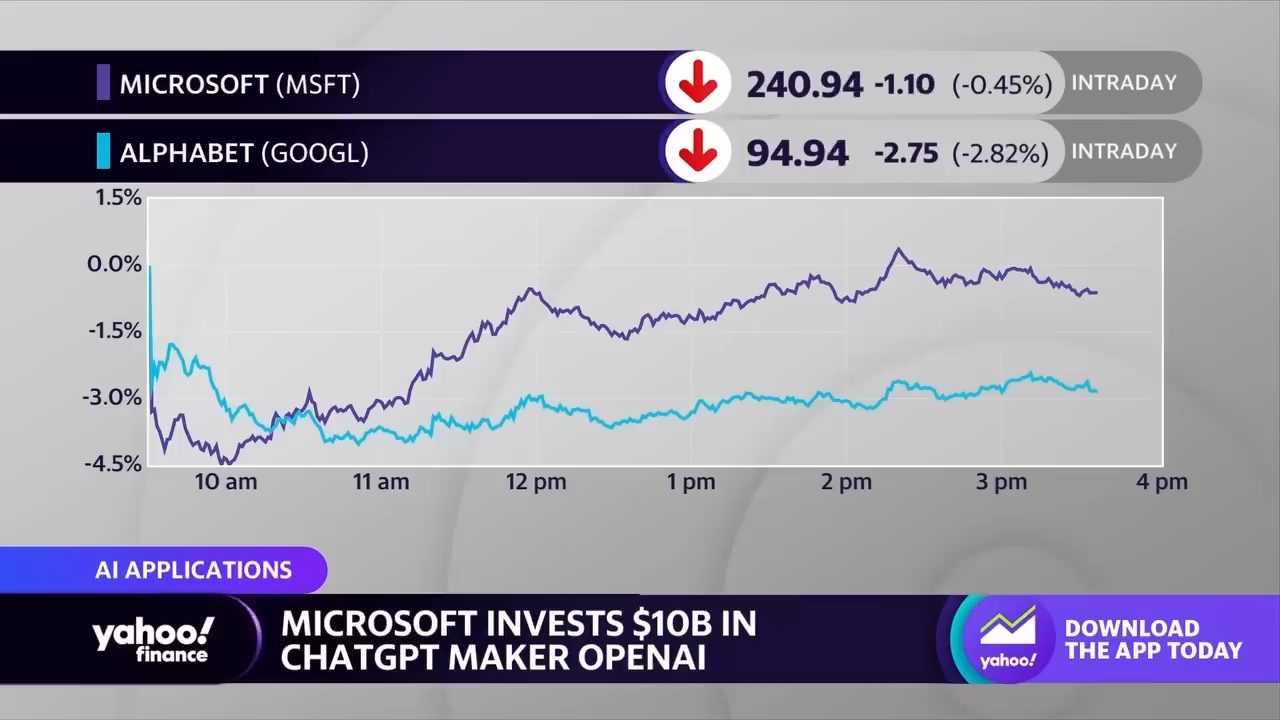 MICROSOFT (MSFT) 240.94 -1.10 (-0.45%) INTRADAY
ALPHABET (GOOGL) 94.94 -2.75 (-2.82%) INTRADAY
1.5%
0.0%
-1.5%
-3.0%
-4.5%
10 am 11 am 12 pm 1 pm 2 pm 3 pm 4 pm
AI APPLICATIONS
yahoo!
finance
MICROSOFT INVESTS $10B IN
CHATGPT MAKER OPENAI
yahoo!
DOWNLOAD
THE APP TODAY